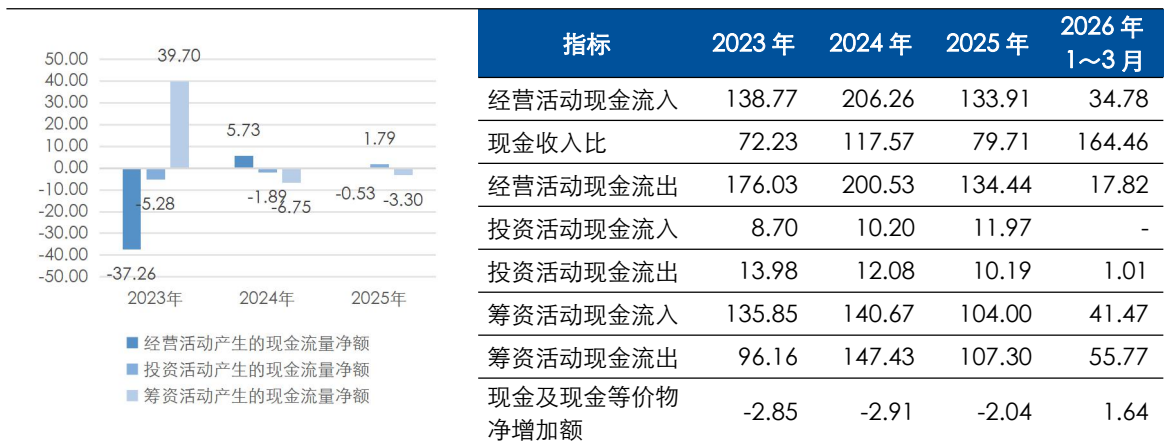 50.00
40.00
30.00
20.00
10.00
0.00
-10.00
-20.00
-30.00
-40.00
-50.00
39.70
5.73
1.79
-5.28
-1.89
-6.75
-0.53
-3.30
-37.26
2023年 2024年 2025年
经营活动产生的现金流量净额
投资活动产生的现金流量净额
筹资活动产生的现金流量净额
指标 2023年 2024年 2025年 2026年
1～3月
经营活动现金流入 138.77 206.26 133.91 34.78
现金收入比 72.23 117.57 79.71 164.46
经营活动现金流出 176.03 200.53 134.44 17.82
投资活动现金流入 8.70 10.20 11.97 -
投资活动现金流出 13.98 12.08 10.19 1.01
筹资活动现金流入 135.85 140.67 104.00 41.47
筹资活动现金流出 96.16 147.43 107.30 55.77
现金及现金等价物
净增加额 -2.85 -2.91 -2.04 1.64